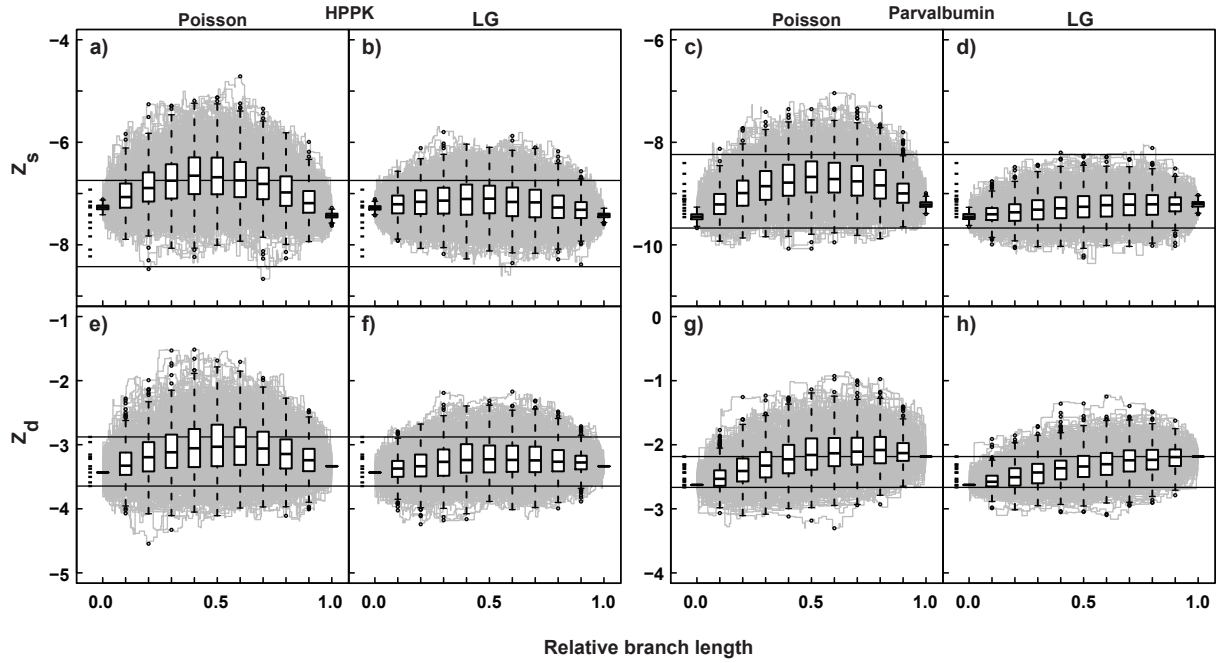 HPPK Parvalbumin
Poisson LG Poisson LG
a) b) c) d)
−4 −6 −8
−6 −8 −10
Zs
e) f) g) h)
−1 −2 −3 −4 −5
0 −1 −2 −3 −4
Zd
0.0 0.5 1.0 0.0 0.5 1.0 0.0 0.5 1.0 0.0 0.5 1.0
Relative branch length